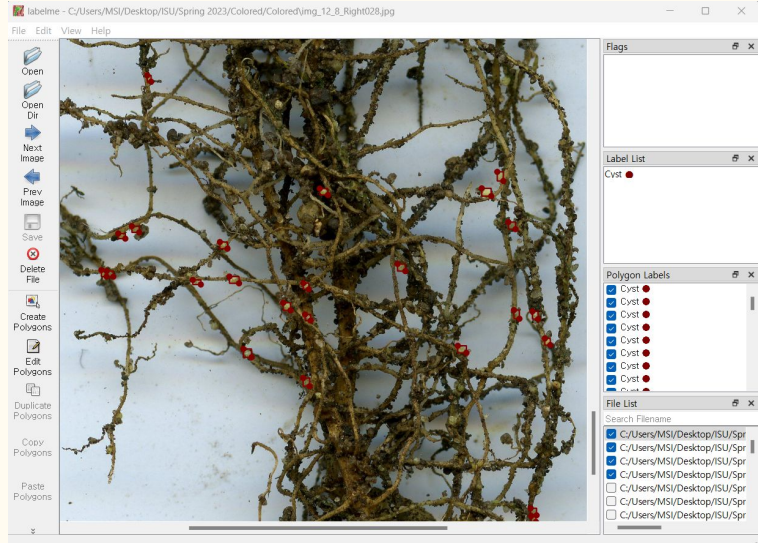 labelme - C:/Users/MSI/Desktop/ISU/Spring 2023/Colored/Colored\img_12_8_Right028.jpg
File Edit View Help
Open
Open
Dir
Next
Image
Prev
Image
Save
Delete
File
Create
Polygons
Edit
Polygons
Duplicate
Polygons
Copy
Polygons
Paste
Polygons
Flags
Label List
Cyst
Polygon Labels
Cyst
Cyst
Cyst
Cyst
Cyst
Cyst
Cyst
Cyst
File List
Search Filename
C:/Users/MSI/Desktop/ISU/Spr
C:/Users/MSI/Desktop/ISU/Spr
C:/Users/MSI/Desktop/ISU/Spr
C:/Users/MSI/Desktop/ISU/Spr
C:/Users/MSI/Desktop/ISU/Spr
C:/Users/MSI/Desktop/ISU/Spr
C:/Users/MSI/Desktop/ISU/Spr